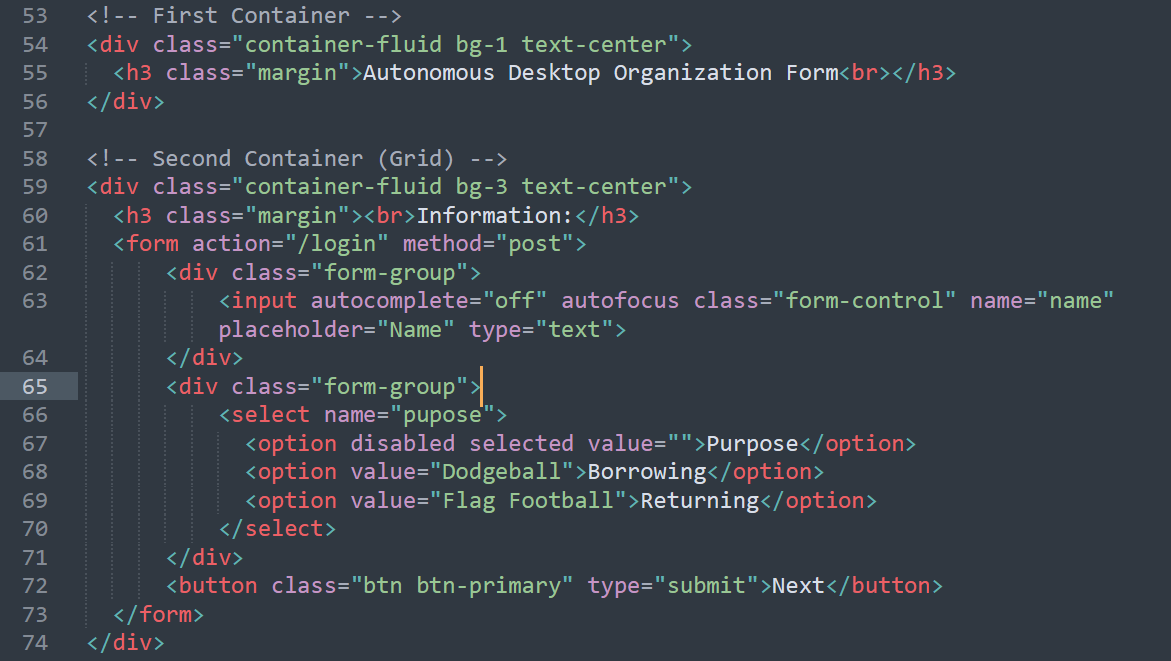 53 <!-- First Container -->
54 <div class="container-fluid bg-1 text-center">
55 <h3 class="margin">Autonomous Desktop Organization Form<br></h3>
56 </div>
57
58 <!-- Second Container (Grid) -->
59 <div class="container-fluid bg-3 text-center">
60 <h3 class="margin"><br>Information:</h3>
61 <form action="/login" method="post">
62 <div class="form-group">
63 <input autocomplete="off" autofocus class="form-control" name="name"
placeholder="Name" type="text">
64 </div>
65 <div class="form-group">
66 <select name="pupose">
67 <option disabled selected value="">Purpose</option>
68 <option value="Dodgeball">Borrowing</option>
69 <option value="Flag Football">Returning</option>
70 </select>
71 </div>
72 <button class="btn btn-primary" type="submit">Next</button>
73 </form>
74 </div>